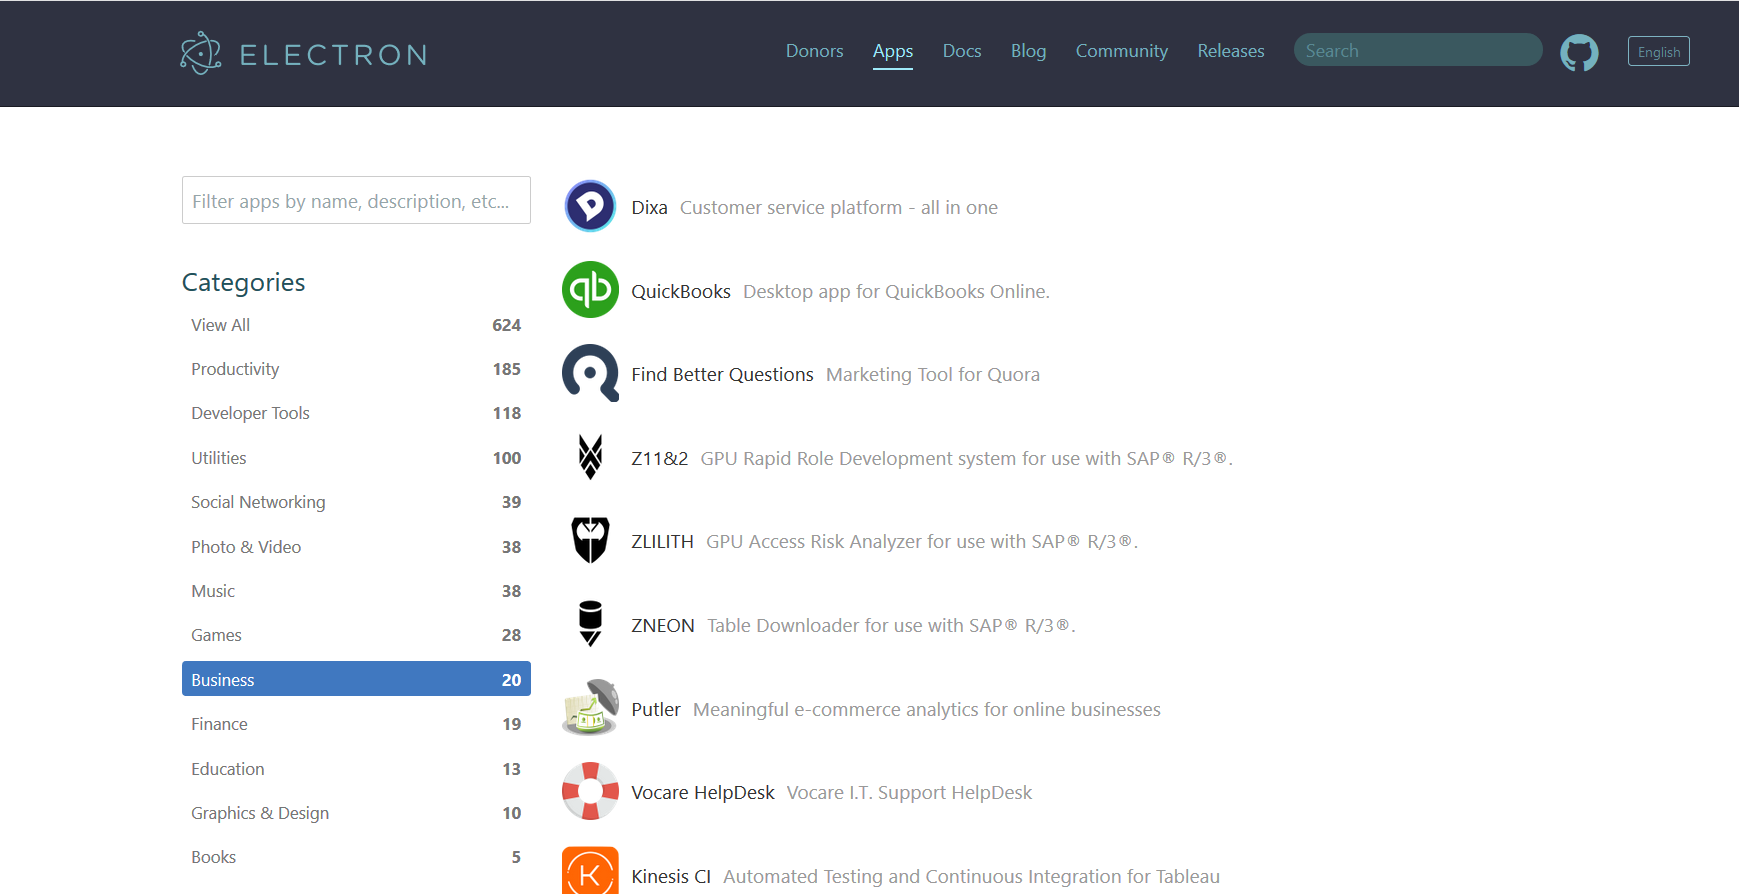 ELECTRON
Donors Apps Docs Blog Community Releases Search English
Filter apps by name, description, etc...
Categories
View All 624
Productivity 185
Developer Tools 118
Utilities 100
Social Networking 39
Photo & Video 38
Music 38
Games 28
Business 20
Finance 19
Education 13
Graphics & Design 10
Books 5
Dixa Customer service platform - all in one
qb
QuickBooks Desktop app for QuickBooks Online.
Find Better Questions Marketing Tool for Quora
Z11&2 GPU Rapid Role Development system for use with SAP® R/3®.
ZLILITH GPU Access Risk Analyzer for use with SAP® R/3®.
ZNEON Table Downloader for use with SAP® R/3®.
Putler Meaningful e-commerce analytics for online businesses
Vocare HelpDesk Vocare I.T. Support HelpDesk
K
Kinesis CI Automated Testing and Continuous Integration for Tableau